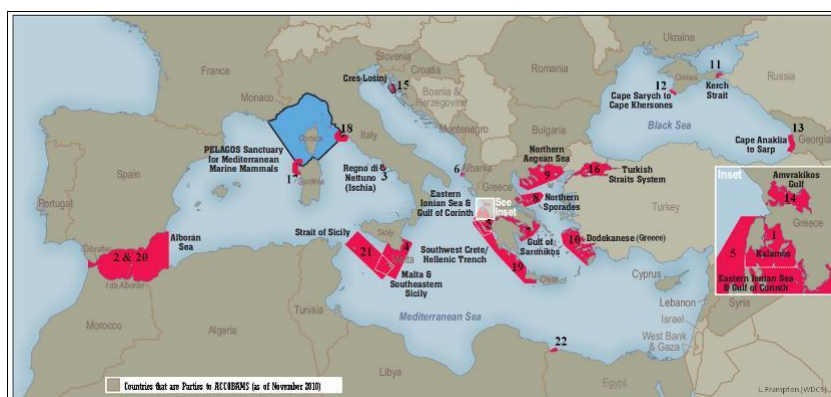 Ukraine
Slovenia
Croatia
France
Romania
Crimea
11
Kerch
Strait
Russia
12
Cape Sarych to
Cape Khersones
Cres-Losinj
15
Bosnia &
Herzegovina
Monaco
Montenegro
Black Sea
13
Cape Anaklia
to Sarp
Georgia
Corsica
18
Italy
Bulgaria
PELAGOS Sanctuary
for Mediterranean
Marine Mammals
17
Sardinia
Regno di
Nettuno
(Ischia)
3
6
Albania
Northern
Aegean Sea
9
16
Turkish
Straits System
Spain
Portugal
Greece
See
Inset
8
Northern
Sporades
Turkey
Eastern
Ionian Sea &
Gulf of Corinth
5
7
Gulf of
Saronikos
10
Dodekanese (Greece)
Inset
Amvrakikos
Gulf
14
Greece
1
Kalamos
5
Eastern Ionian Sea
& Gulf of Corinth
Gibraltar
Alborán
Sea
2 & 20
I de Alborán
Strait of Sicily
Sicily
21
4
Malta
Malta &
Southeastern
Sicily
Southwest Crete/
Hellenic Trench
19
Cyprus
Lebanon
Syria
Israel
West Bank
& Gaza
Morocco
Algeria
Tunisia
Mediterranean Sea
22
Libya
Egypt
Countries that are Parties to ACCOBAMS (as of November 2010)
L. Frampton (WDCS)